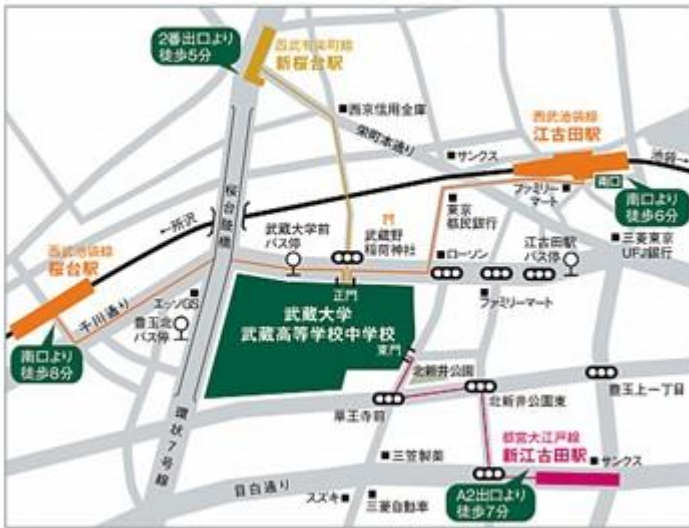 2番出口より
徒歩5分
西武有楽町線
新桜台駅
西京信用金庫
栄町本通り
サンクス
西武池袋線
江古田駅
池袋→
南口
南口より
徒歩6分
ファミリー
マート
東京
都民銀行
桜台陸橋
←所沢
武蔵大学前
バス停
武蔵野
稲荷神社
ローソン
江古田駅
バス停
三菱東京
UFJ銀行
西武池袋線
桜台駅
千川通り
エッソGS
豊玉北
バス停
南口より
徒歩8分
正門
武蔵大学
武蔵高等学校中学校
東門
ファミリーマート
北新井公園
北新井公園東
豊玉上一丁目
環状7号線
目白通り
三笠製薬
都営大江戸線
新江古田駅
サンクス
A2出口より
徒歩7分
スズキ
三菱自動車